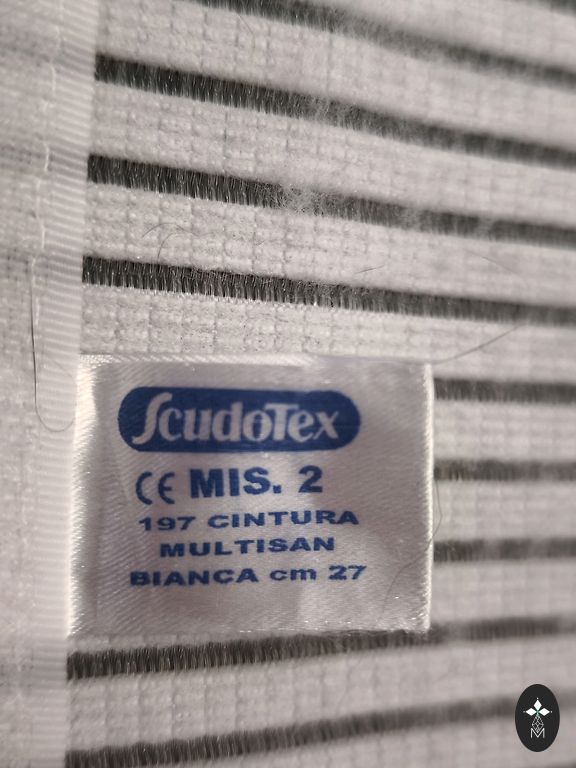 ScudoTex
CE MIS. 2
197 CINTURA
MULTISAN
BIANCA cm 27
M